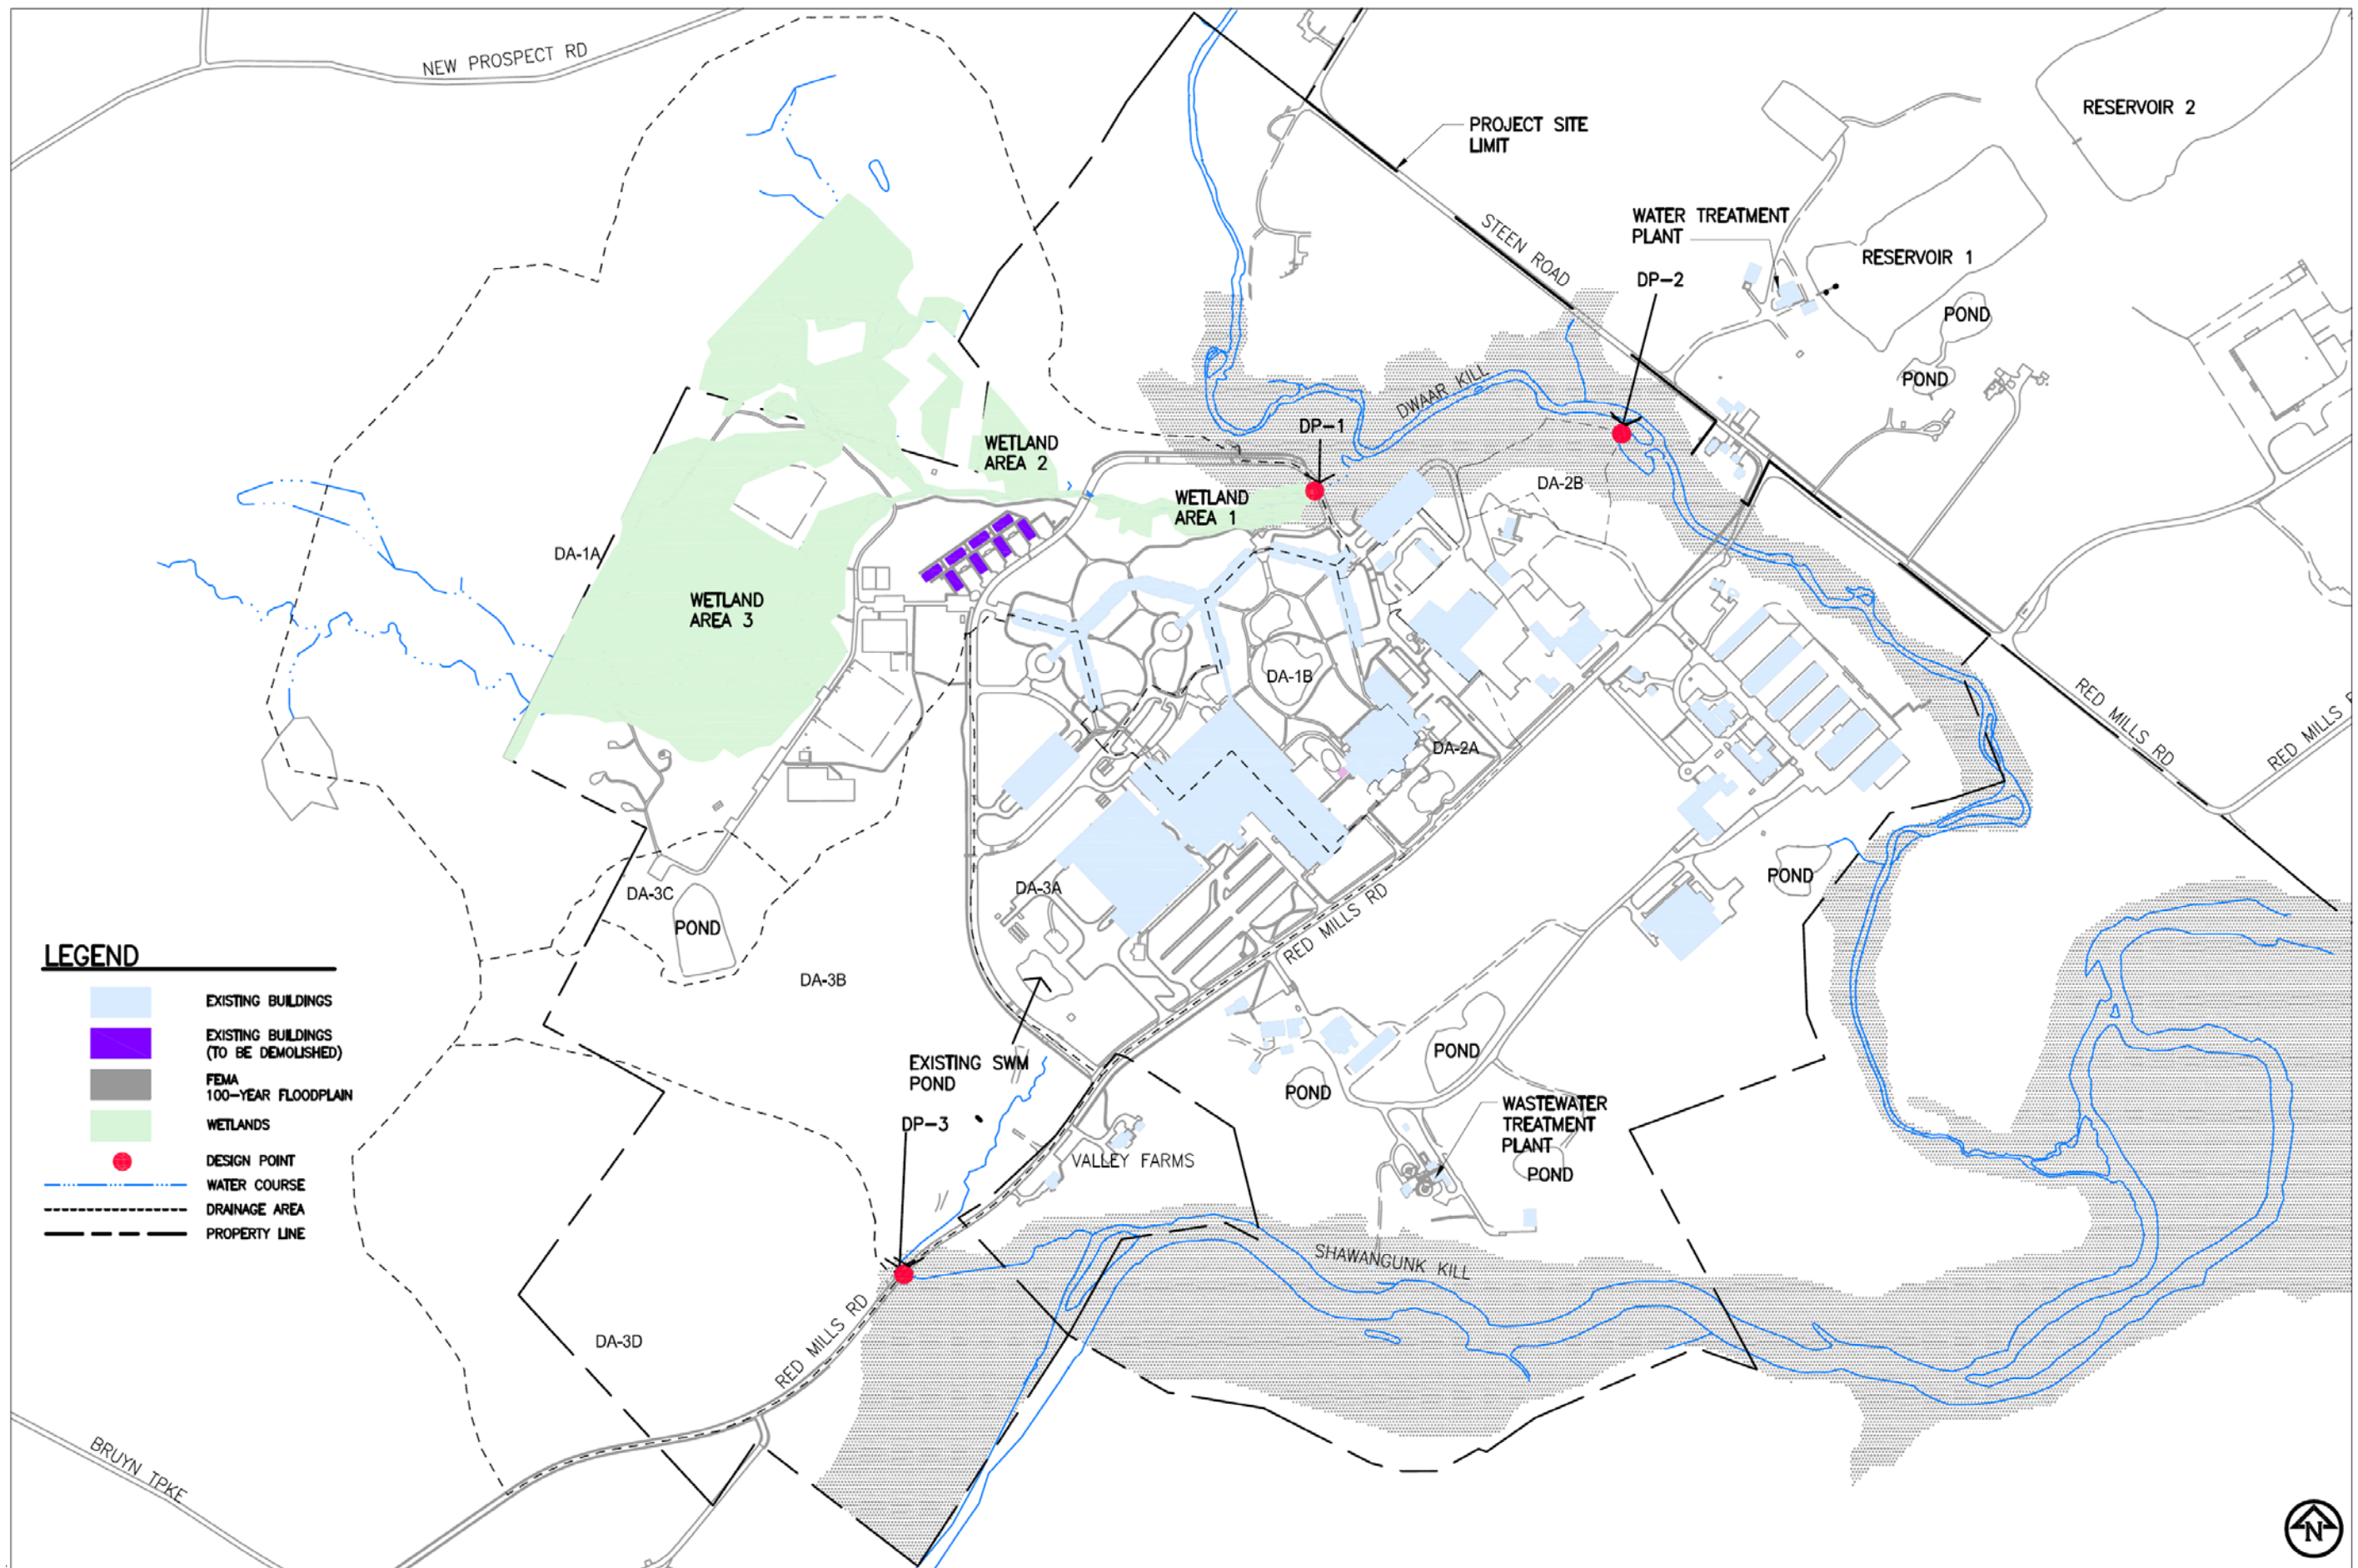 NEW PROSPECT RD
PROJECT SITE
LIMIT
RESERVOIR 2
STEEN ROAD
WATER TREATMENT
PLANT
RESERVOIR 1
DP-2
POND
POND
DWAAR KILL
DP-1
WETLAND
AREA 2
WETLAND
AREA 1
DA-2B
DA-1A
WETLAND
AREA 3
DA-1B
RED MILLS RD
RED MILLS
DA-2A
DA-3C
POND
DA-3A
POND
RED MILLS RD
DA-3B
LEGEND
EXISTING BUILDINGS
EXISTING BUILDINGS
(TO BE DEMOLISHED)
FEMA
100-YEAR FLOODPLAIN
WETLANDS
DESIGN POINT
WATER COURSE
DRAINAGE AREA
PROPERTY LINE
EXISTING SWM
POND
POND
POND
WASTEWATER
TREATMENT
PLANT
POND
DP-3
VALLEY FARMS
SHAWANGUNK KILL
DA-3D
RED MILLS RD
BRUYN TPKE
N